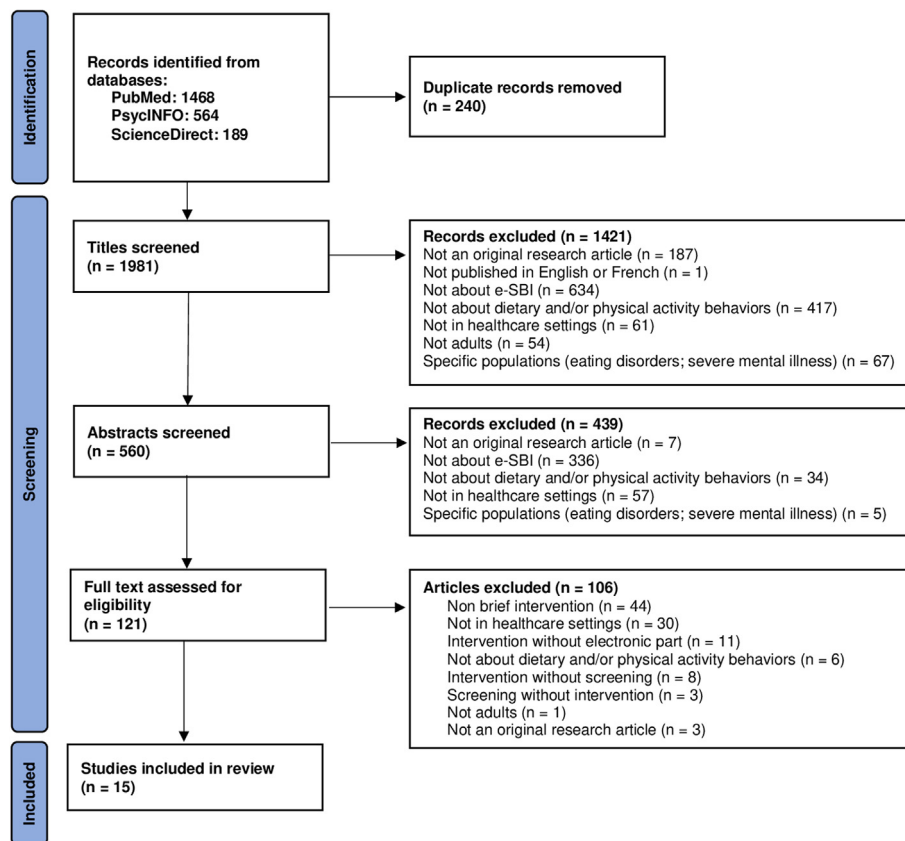 Identification
Records identified from
databases:
PubMed: 1468
PsycINFO: 564
ScienceDirect: 189
Duplicate records removed
(n = 240)
Screening
Titles screened
(n = 1981)
Records excluded (n = 1421)
Not an original research article (n = 187)
Not published in English or French (n = 1)
Not about e-SBI (n = 634)
Not about dietary and/or physical activity behaviors (n = 417)
Not in healthcare settings (n = 61)
Not adults (n = 54)
Specific populations (eating disorders; severe mental illness) (n = 67)
Abstracts screened
(n = 560)
Records excluded (n = 439)
Not an original research article (n = 7)
Not about e-SBI (n = 336)
Not about dietary and/or physical activity behaviors (n = 34)
Not in healthcare settings (n = 57)
Specific populations (eating disorders; severe mental illness) (n = 5)
Full text assessed for
eligibility
(n = 121)
Articles excluded (n = 106)
Non brief intervention (n = 44)
Not in healthcare settings (n = 30)
Intervention without electronic part (n = 11)
Not about dietary and/or physical activity behaviors (n = 6)
Intervention without screening (n = 8)
Screening without intervention (n = 3)
Not adults (n = 1)
Not an original research article (n = 3)
Included
Studies included in review
(n = 15)